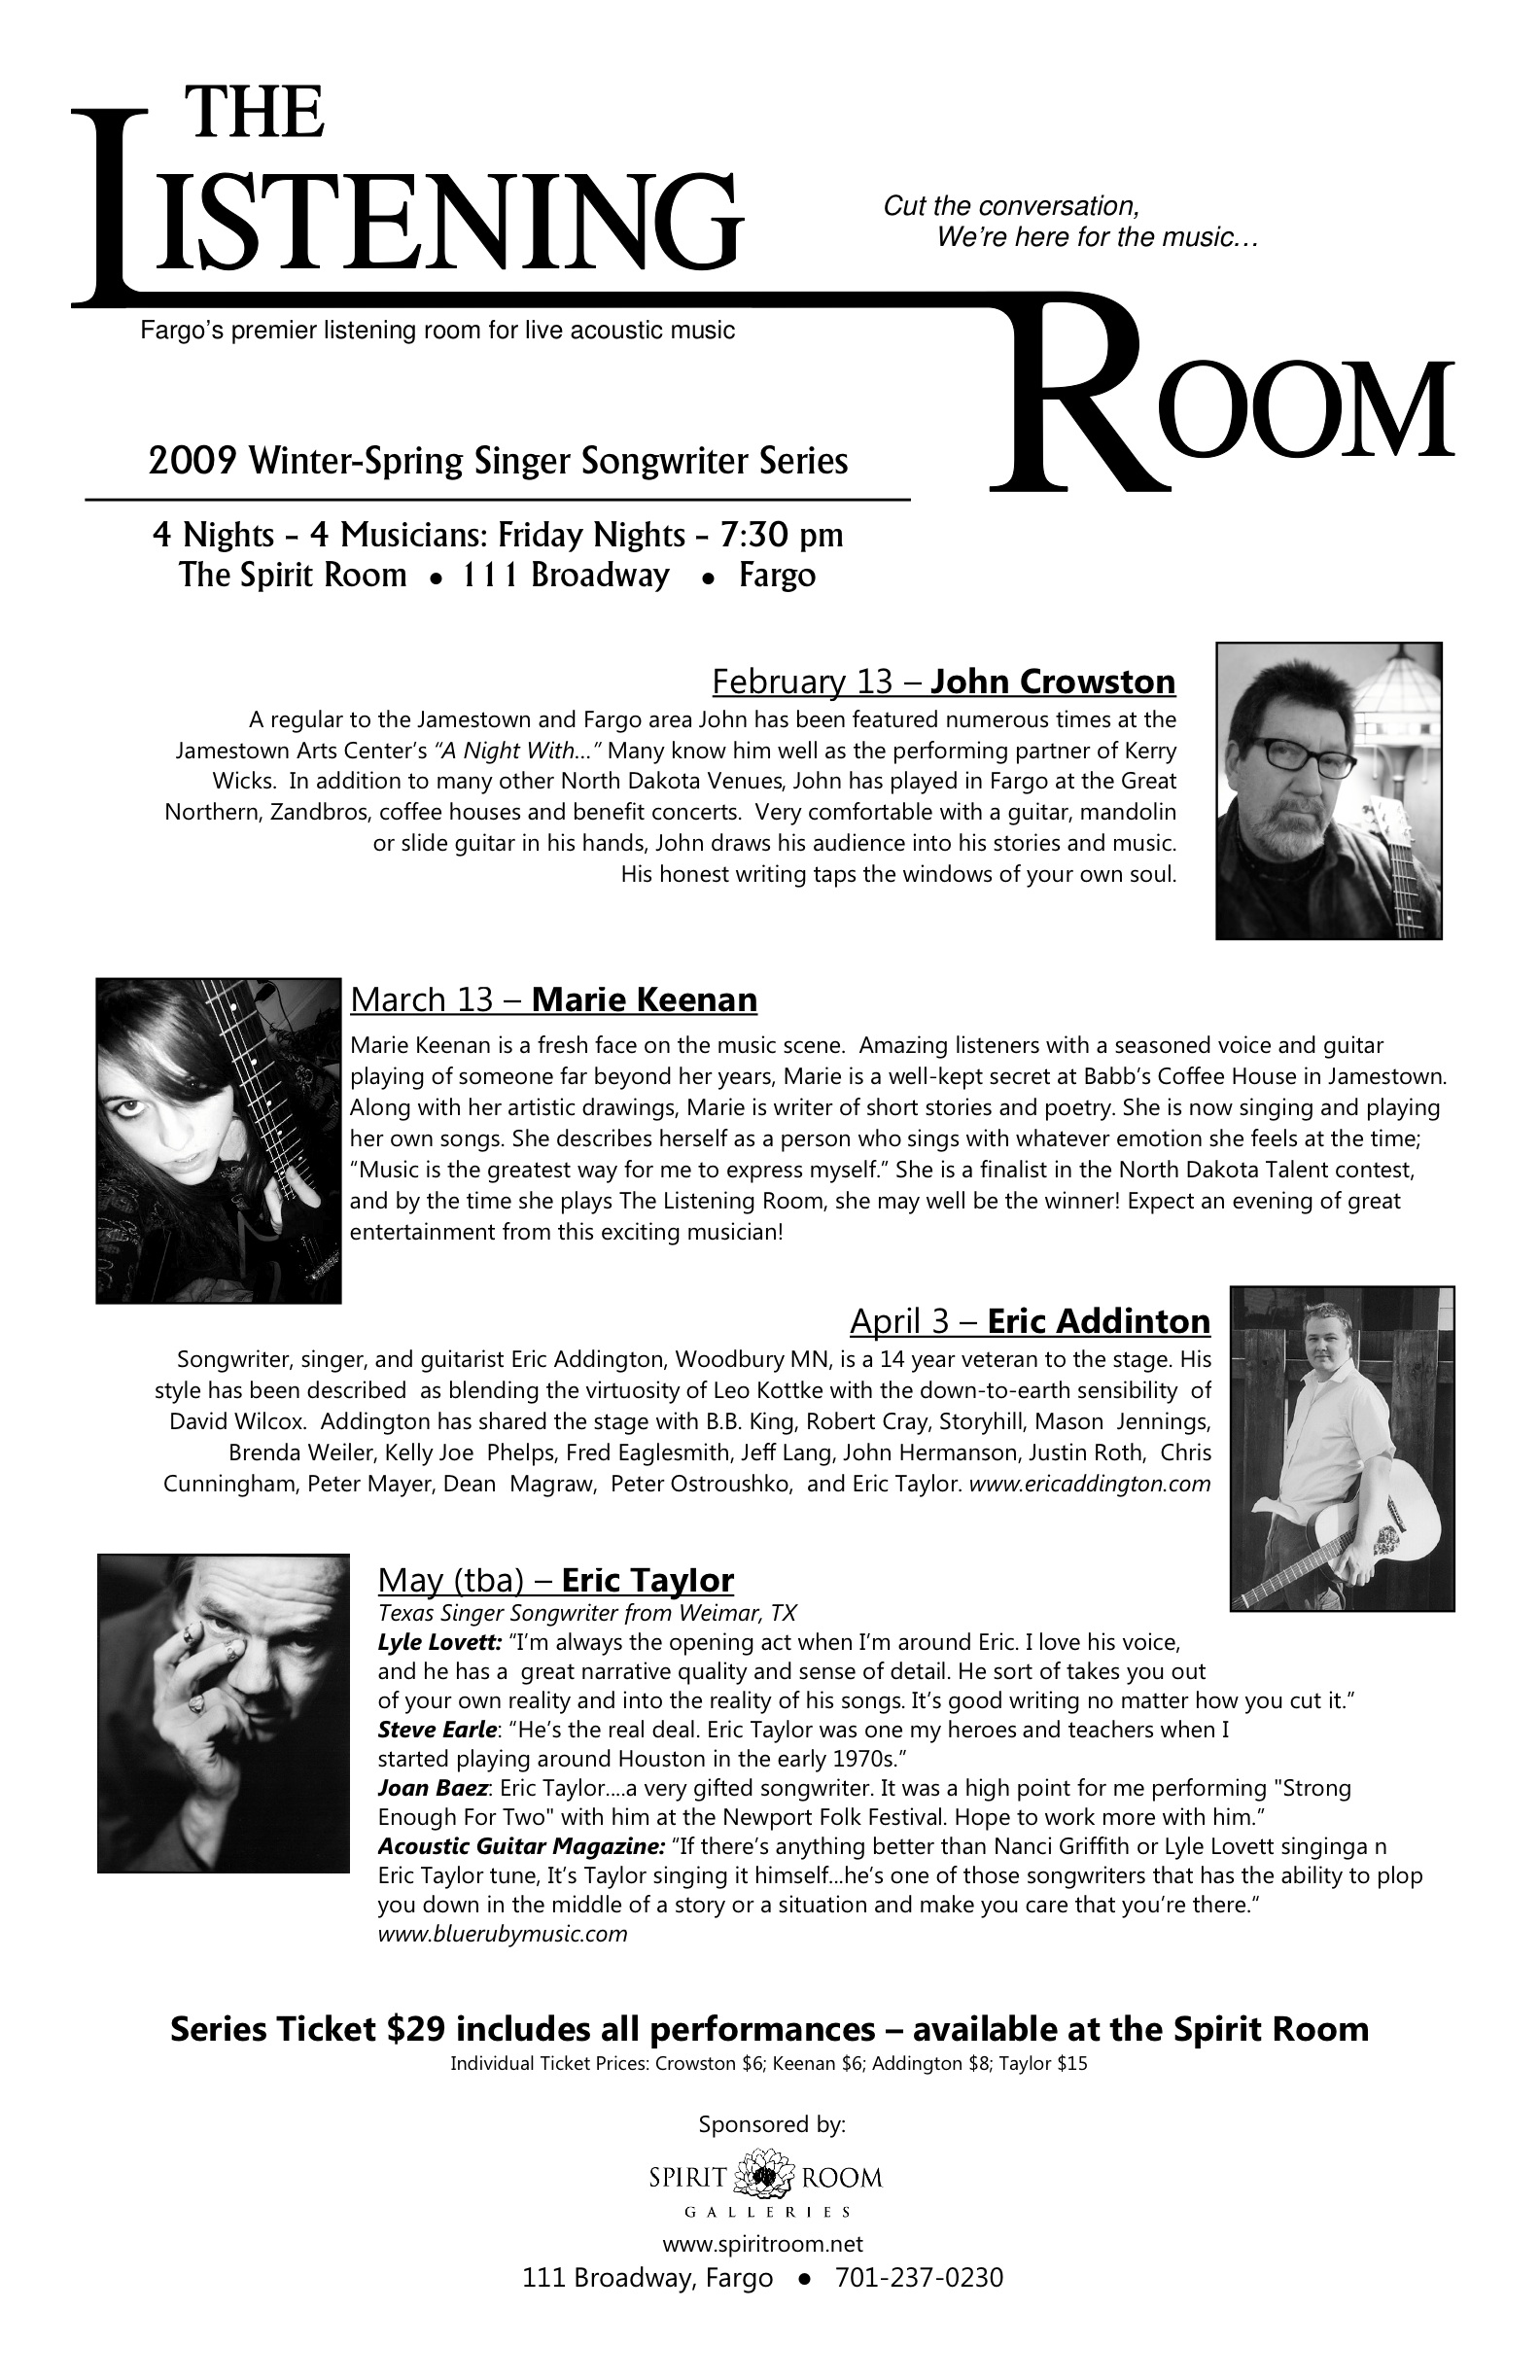 THE
LISTENING
ROOM
Cut the conversation,
We're here for the music…
Fargo's premier listening room for live acoustic music
2009 Winter-Spring Singer Songwriter Series
4 Nights – 4 Musicians: Friday Nights – 7:30 pm
The Spirit Room • 111 Broadway • Fargo
February 13 – John Crowston
A regular to the Jamestown and Fargo area John has been featured numerous times at the
Jamestown Arts Center's “A Night With…” Many know him well as the performing partner of Kerry
Wicks.  In addition to many other North Dakota Venues, John has played in Fargo at the Great
Northern, Zandbros, coffee houses and benefit concerts.  Very comfortable with a guitar, mandolin
or slide guitar in his hands, John draws his audience into his stories and music.
His honest writing taps the windows of your own soul.
March 13 – Marie Keenan
Marie Keenan is a fresh face on the music scene.  Amazing listeners with a seasoned voice and guitar
playing of someone far beyond her years, Marie is a well-kept secret at Babb's Coffee House in Jamestown.
Along with her artistic drawings, Marie is writer of short stories and poetry. She is now singing and playing
her own songs. She describes herself as a person who sings with whatever emotion she feels at the time;
“Music is the greatest way for me to express myself.” She is a finalist in the North Dakota Talent contest,
and by the time she plays The Listening Room, she may well be the winner! Expect an evening of great
entertainment from this exciting musician!
April 3 – Eric Addinton
Songwriter, singer, and guitarist Eric Addington, Woodbury MN, is a 14 year veteran to the stage. His
style has been described  as blending the virtuosity of Leo Kottke with the down-to-earth sensibility  of
David Wilcox.  Addington has shared the stage with B.B. King, Robert Cray, Storyhill, Mason  Jennings,
Brenda Weiler, Kelly Joe  Phelps, Fred Eaglesmith, Jeff Lang, John Hermanson, Justin Roth,  Chris
Cunningham, Peter Mayer, Dean  Magraw,  Peter Ostroushko,  and Eric Taylor. www.ericaddington.com
May (tba) – Eric Taylor
Texas Singer Songwriter from Weimar, TX
Lyle Lovett: “I'm always the opening act when I'm around Eric. I love his voice,
and he has a  great narrative quality and sense of detail. He sort of takes you out
of your own reality and into the reality of his songs. It's good writing no matter how you cut it.”
Steve Earle: “He's the real deal. Eric Taylor was one my heroes and teachers when I
started playing around Houston in the early 1970s.”
Joan Baez: Eric Taylor....a very gifted songwriter. It was a high point for me performing "Strong
Enough For Two" with him at the Newport Folk Festival. Hope to work more with him.”
Acoustic Guitar Magazine: “If there's anything better than Nanci Griffith or Lyle Lovett singinga n
Eric Taylor tune, It's Taylor singing it himself…he's one of those songwriters that has the ability to plop
you down in the middle of a story or a situation and make you care that you're there.“
www.bluerubymusic.com
Series Ticket $29 includes all performances – available at the Spirit Room
Individual Ticket Prices: Crowston $6; Keenan $6; Addington $8; Taylor $15
Sponsored by:
SPIRIT ROOM
GALLERIES
www.spiritroom.net
111 Broadway, Fargo • 701-237-0230